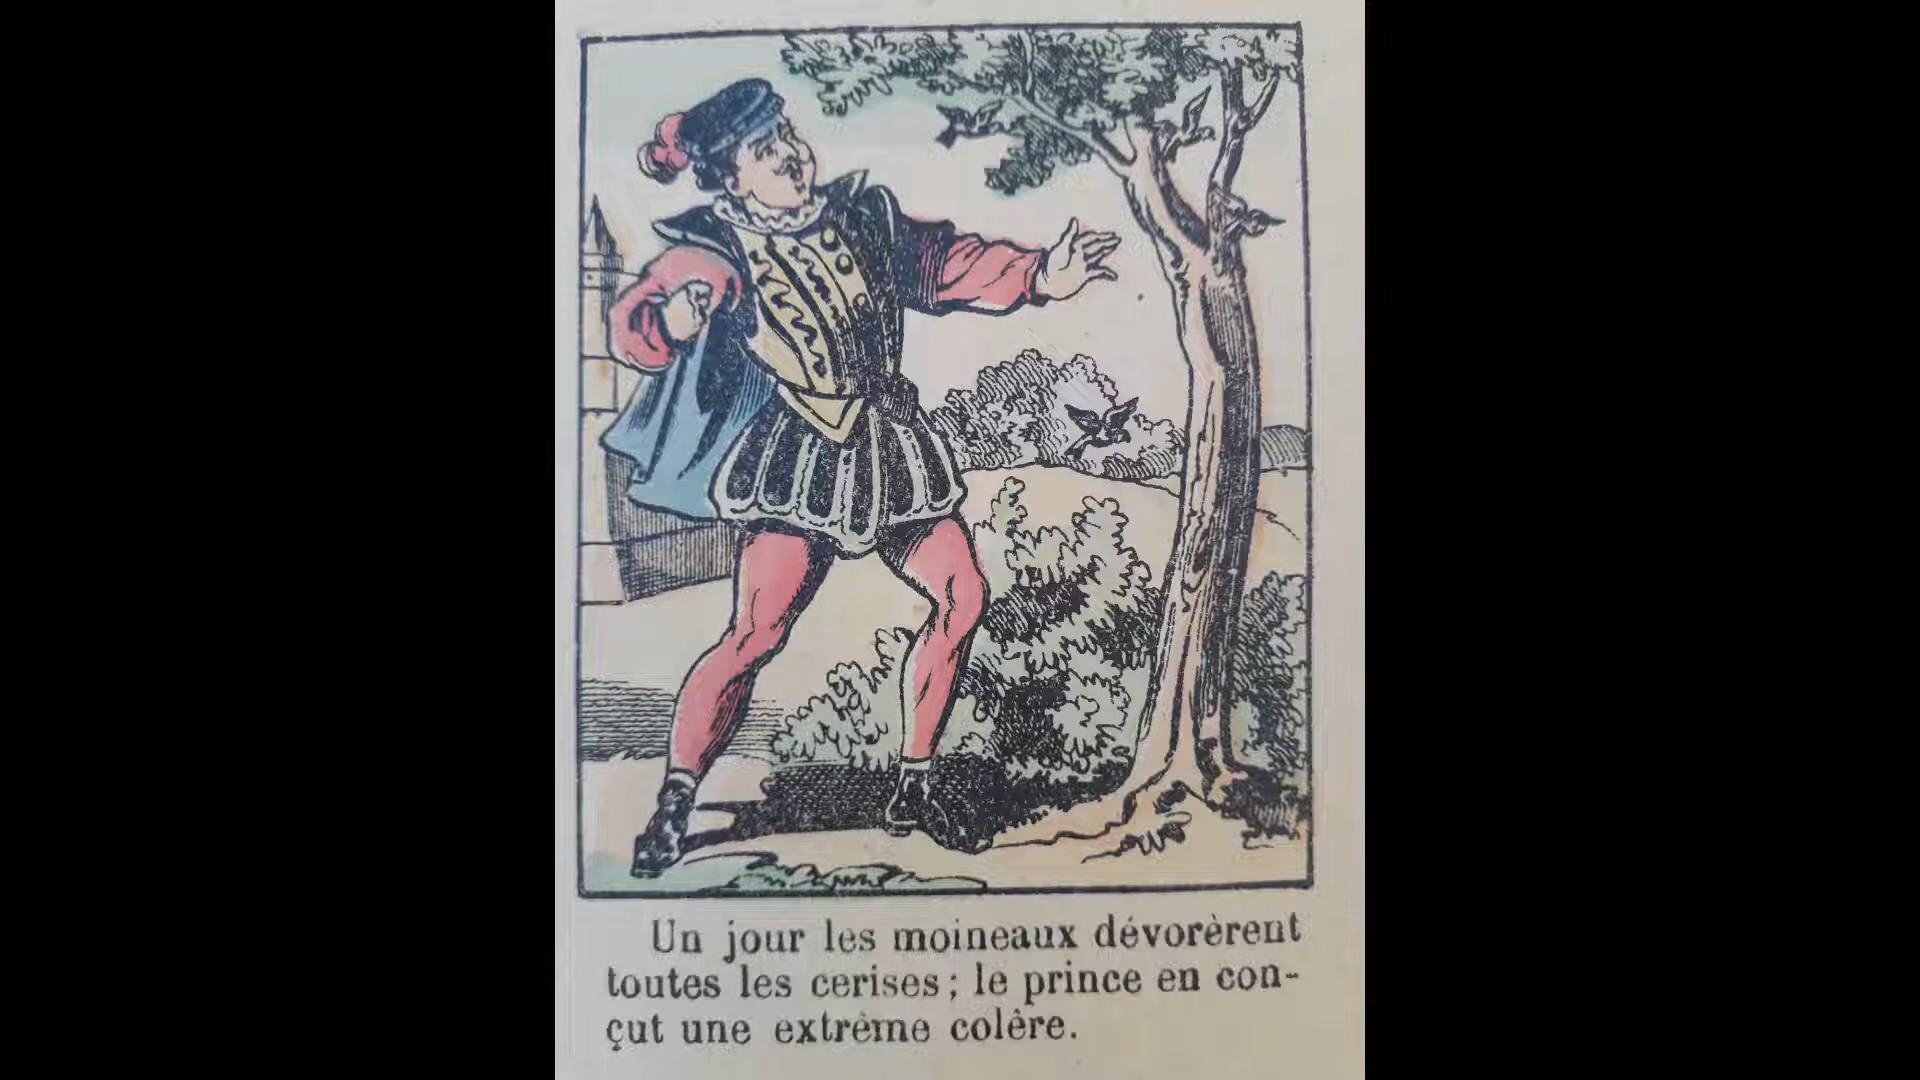 Un jour les moineaux dévorèrent
toutes les cerises ; le prince en con-
çut une extrême colère.